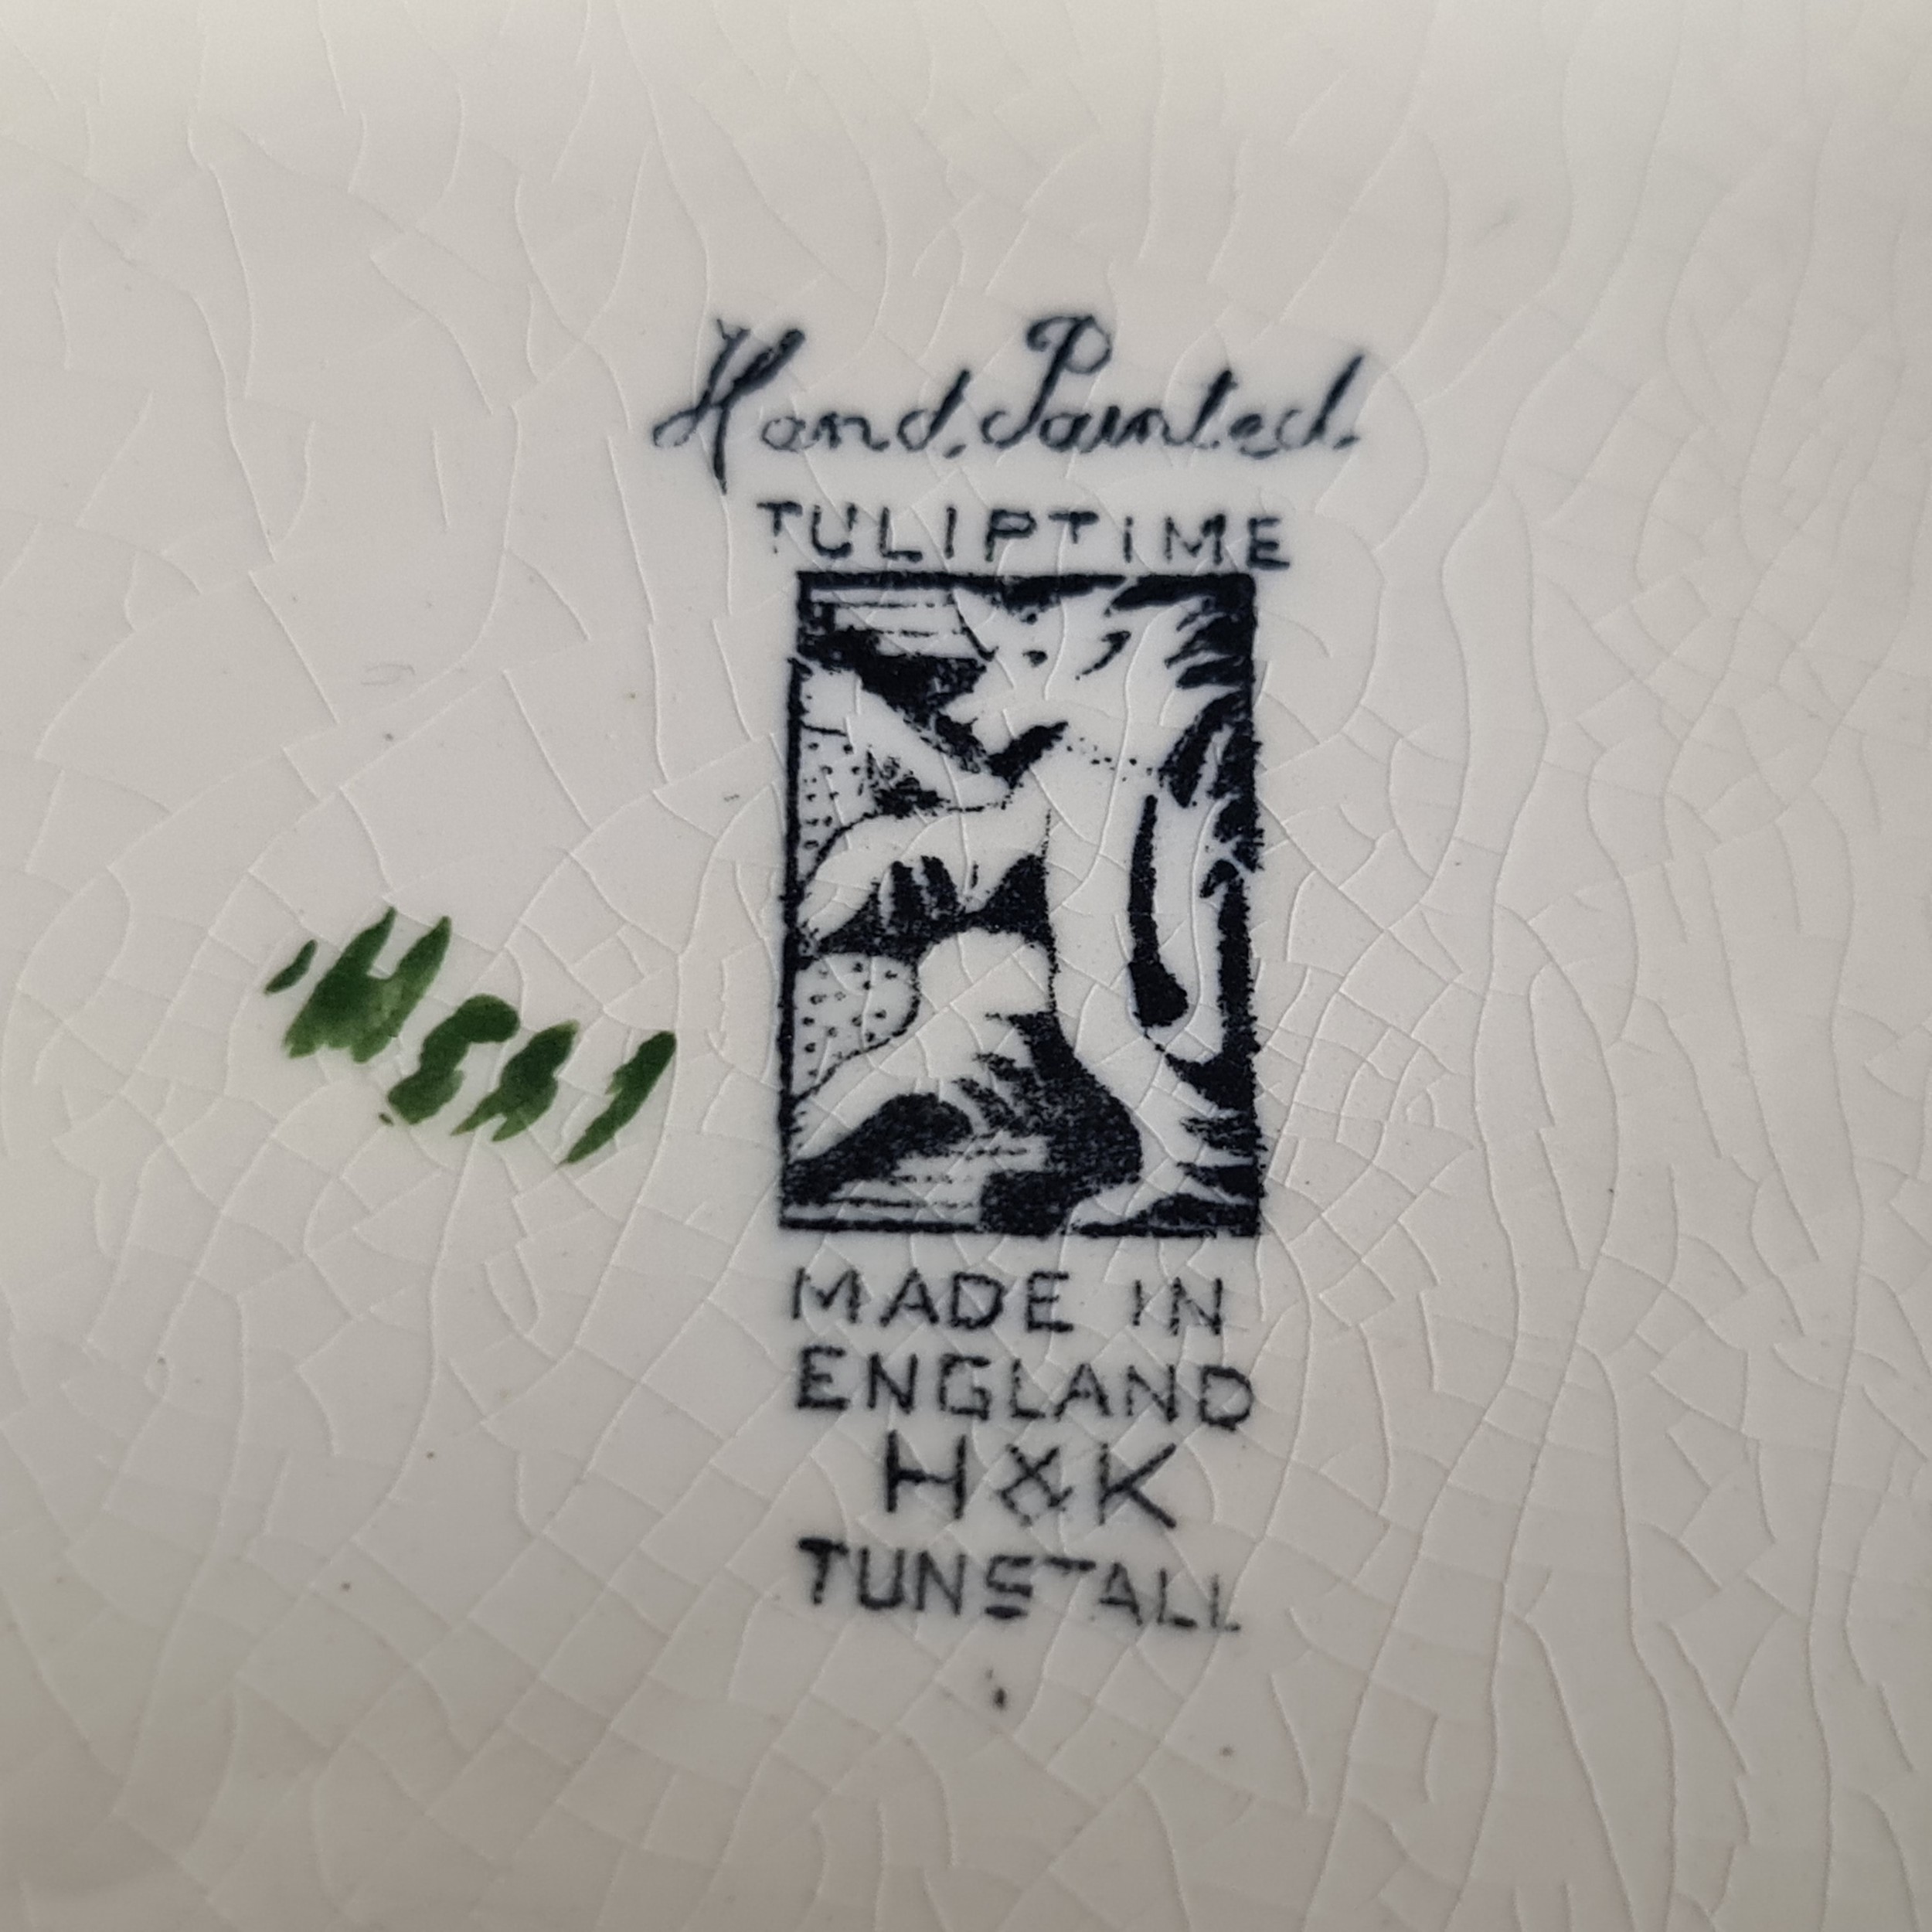 Hand Painted.
TULIPTIME
MADE IN
ENGLAND
H&K
TUNSTALL